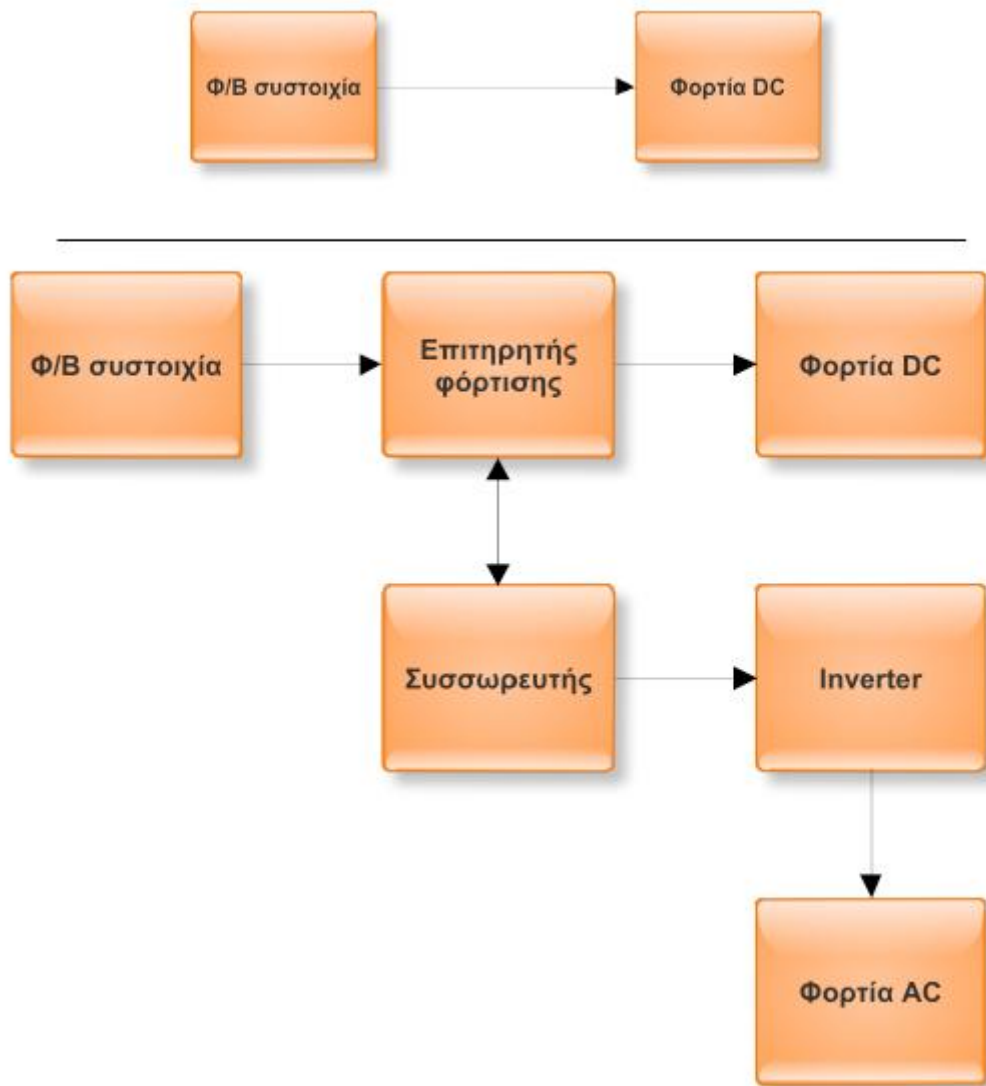 Φ/Β συστοιχία
Φορτία DC
Φ/Β συστοιχία
Επιτηρητής
φόρτισης
Φορτία DC
Συσσωρευτής
Inverter
Φορτία AC